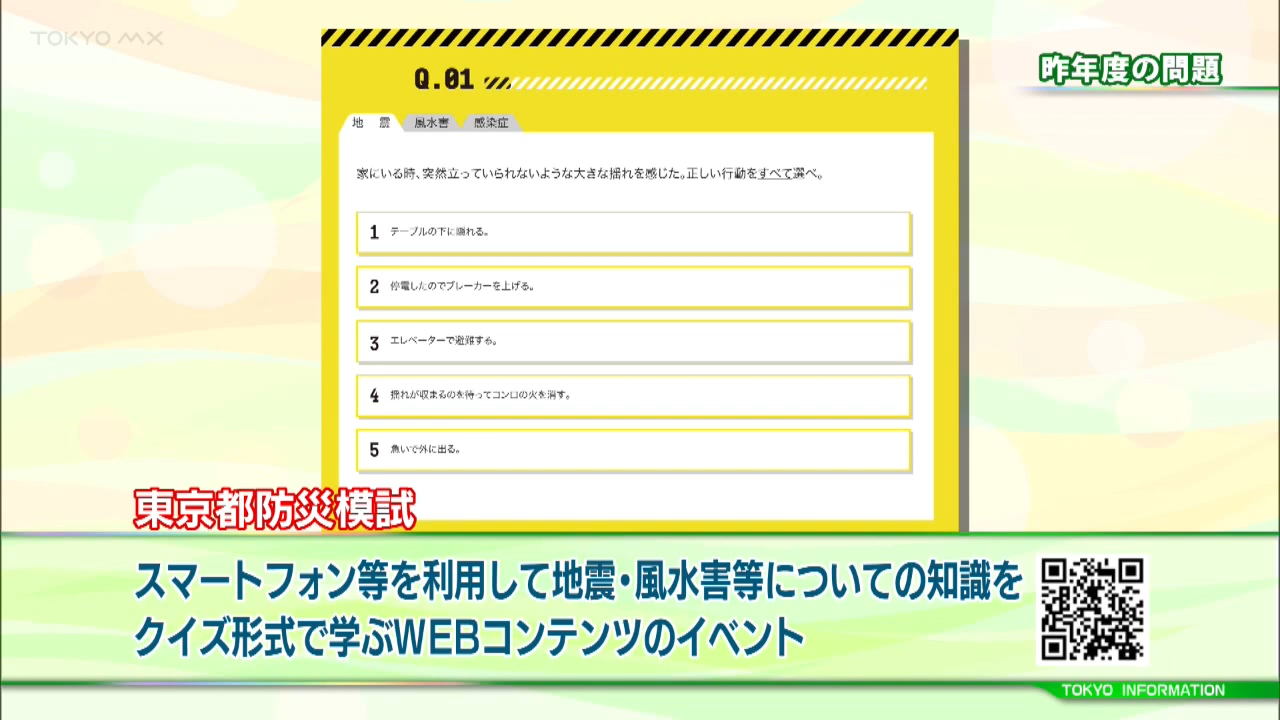 TOKYO MX
昨年度の問題
Q.01
地 震 風水害 感染症
家にいる時、突然立っていられないような大きな揺れを感じた。正しい行動をすべて選べ。
1 テーブルの下に隠れる。
2 停電したのでブレーカーを上げる。
3 エレベーターで避難する。
4 揺れが収まるのを待ってコンロの火を消す。
5 急いで外に出る。
東京都防災模試
スマートフォン等を利用して地震・風水害等についての知識を
クイズ形式で学ぶWEBコンテンツのイベント
TOKYO INFORMATION